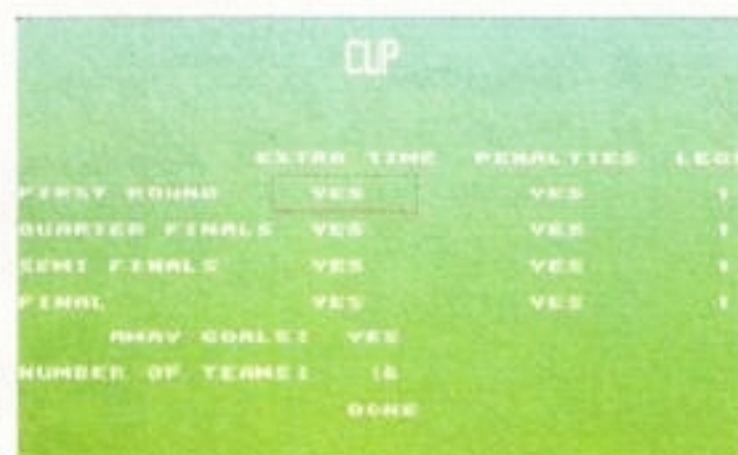 CUP
EXTRA TIME PENALTIES LEGS
FIRST ROUND YES YES 1
QUARTER FINALS YES YES 1
SEMI FINALS YES YES 1
FINAL YES YES 1
AWAY GOALS: YES
NUMBER OF TEAMS: 16
DONE